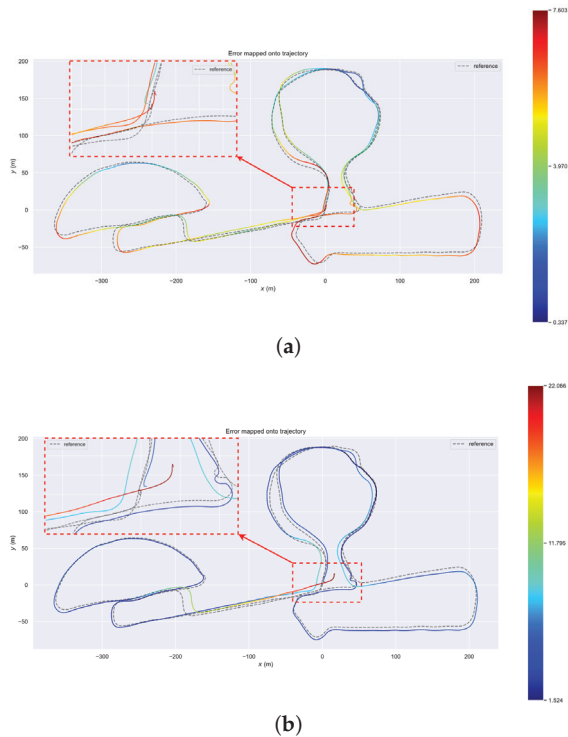 Error mapped onto trajectory
7.603
3.970
0.337
reference
reference
y (m)
200
150
100
50
0
−50
−300
−200
−100
0
100
200
x (m)
(a)
Error mapped onto trajectory
22.066
11.795
1.524
reference
reference
y (m)
200
150
100
50
0
−50
−300
−200
−100
0
100
200
x (m)
(b)